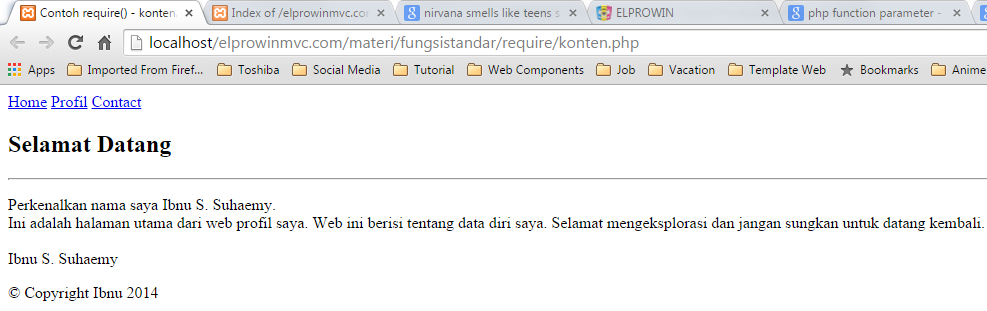 Contoh require() - konten.
Index of /elprowinmvc.con
nirvana smells like teens s
ELPROWIN
php function parameter -
localhost/elprowinmvc.com/materi/fungsistandar/require/konten.php
Apps Imported From Firef... Toshiba Social Media Tutorial Web Components Job Vacation Template Web Bookmarks Anime
Home Profil Contact
Selamat Datang
Perkenalkan nama saya Ibnu S. Suhaemy.
Ini adalah halaman utama dari web profil saya. Web ini berisi tentang data diri saya. Selamat mengeksplorasi dan jangan sungkan untuk datang kembali.
Ibnu S. Suhaemy
© Copyright Ibnu 2014